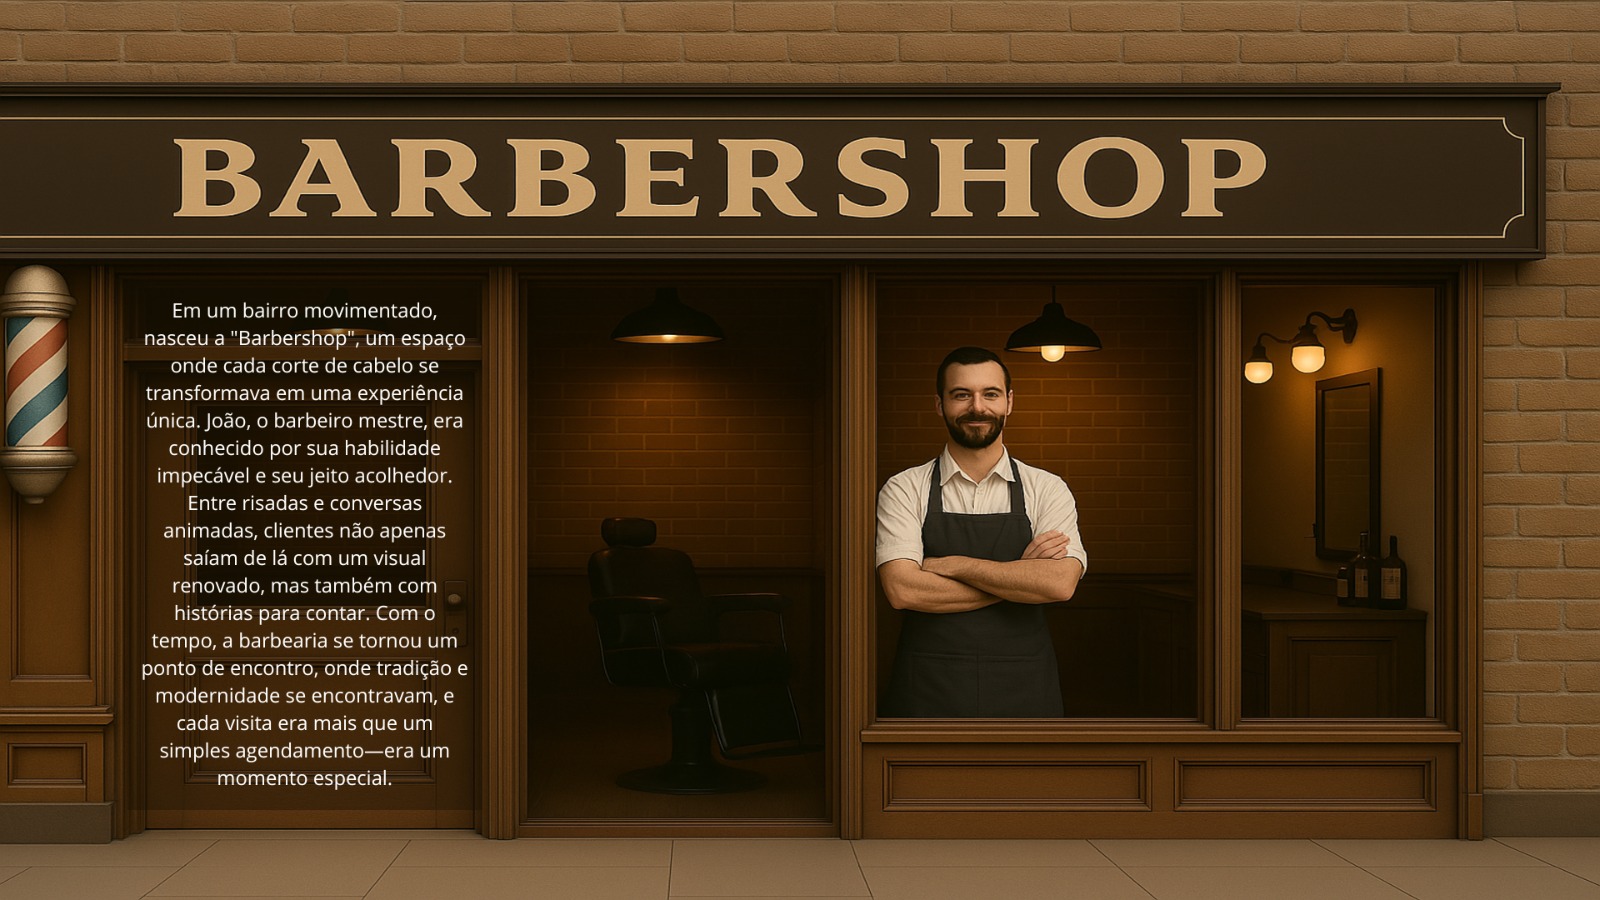 BARBERSHOP
Em um bairro movimentado,
nasceu a "Barbershop", um espaço
onde cada corte de cabelo se
transformava em uma experiência
única. João, o barbeiro mestre, era
conhecido por sua habilidade
impecável e seu jeito acolhedor.
Entre risadas e conversas
animadas, clientes não apenas
saíam de lá com um visual
renovado, mas também com
histórias para contar. Com o
tempo, a barbearia se tornou um
ponto de encontro, onde tradição e
modernidade se encontravam, e
cada visita era mais que um
simples agendamento—era um
momento especial.